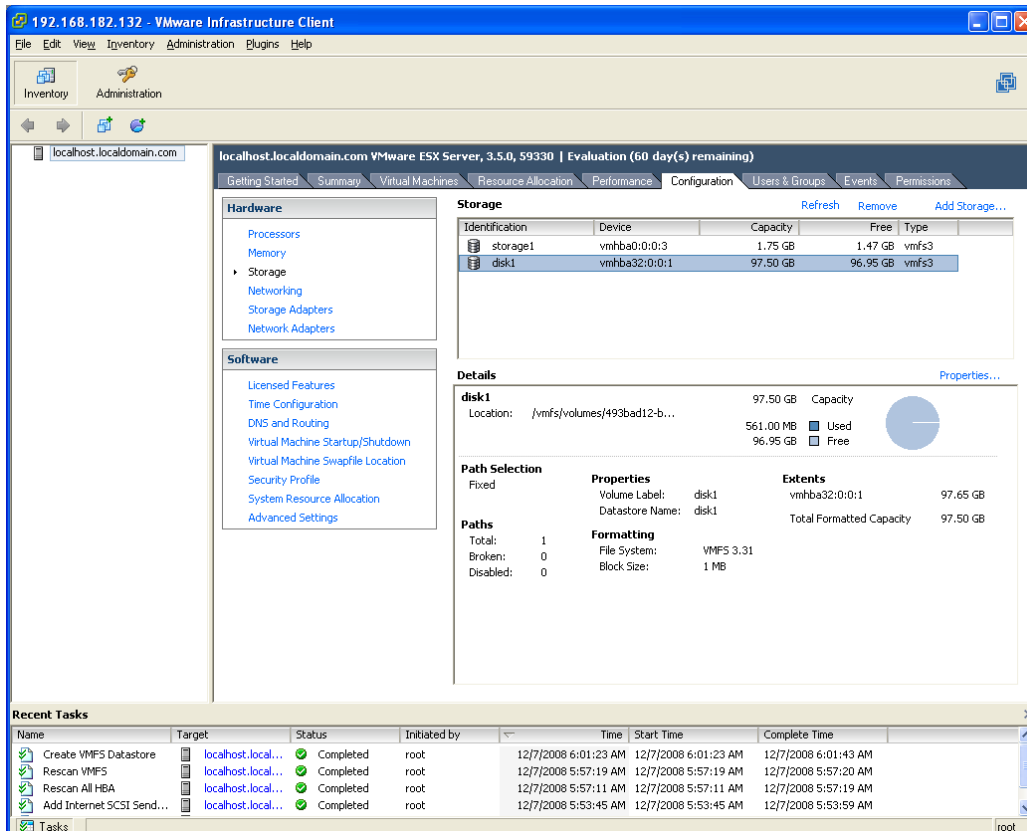 192.168.182.132 - VMware Infrastructure Client
File Edit View Inventory Administration Plugins Help
Inventory Administration
localhost.localdomain.com
localhost.localdomain.com VMware ESX Server, 3.5.0, 59330 | Evaluation (60 day(s) remaining)
Getting Started Summary Virtual Machines Resource Allocation Performance Configuration Users & Groups Events Permissions
Hardware
Processors
Memory
Storage
Networking
Storage Adapters
Network Adapters
Software
Licensed Features
Time Configuration
DNS and Routing
Virtual Machine Startup/Shutdown
Virtual Machine Swapfile Location
Security Profile
System Resource Allocation
Advanced Settings
Storage Refresh Remove Add Storage...
Identification Device Capacity Free Type
storage1 vmhba0:0:0:3 1.75 GB 1.47 GB vmfs3
disk1 vmhba32:0:0:1 97.50 GB 96.95 GB vmfs3
Details Properties...
disk1 97.50 GB Capacity
Location: /vmfs/volumes/493bad12-b...
561.00 MB Used
96.95 GB Free
Path Selection
Fixed
Paths
Total: 1
Broken: 0
Disabled: 0
Properties
Volume Label: disk1
Datastore Name: disk1
Formatting
File System: VMFS 3.31
Block Size: 1 MB
Extents
vmhba32:0:0:1 97.65 GB
Total Formatted Capacity 97.50 GB
Recent Tasks
Name Target Status Initiated by Time Start Time Complete Time
Create VMFS Datastore localhost.local... Completed root 12/7/2008 6:01:23 AM 12/7/2008 6:01:23 AM 12/7/2008 6:01:43 AM
Rescan VMFS localhost.local... Completed root 12/7/2008 5:57:19 AM 12/7/2008 5:57:19 AM 12/7/2008 5:57:20 AM
Rescan All HBA localhost.local... Completed root 12/7/2008 5:57:11 AM 12/7/2008 5:57:11 AM 12/7/2008 5:57:19 AM
Add Internet SCSI Send... localhost.local... Completed root 12/7/2008 5:53:45 AM 12/7/2008 5:53:45 AM 12/7/2008 5:53:59 AM
Tasks root